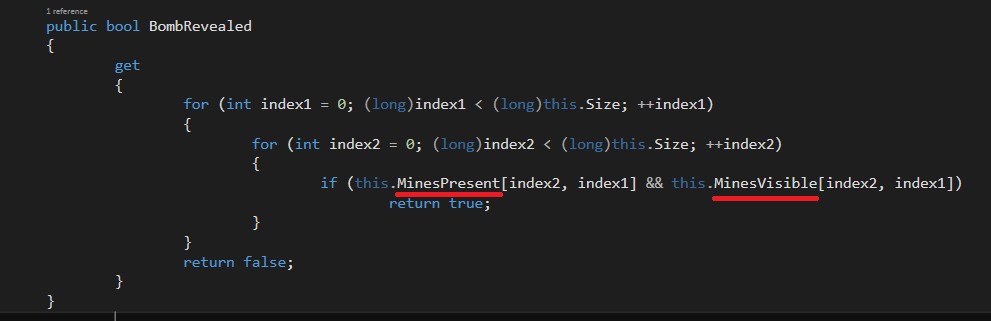 1 reference
public bool BombRevealed
{
get
{
for (int index1 = 0; (long)index1 < (long)this.Size; ++index1)
{
for (int index2 = 0; (long)index2 < (long)this.Size; ++index2)
{
if (this.MinesPresent[index2, index1] && this.MinesVisible[index2, index1])
return true;
}
}
return false;
}
}